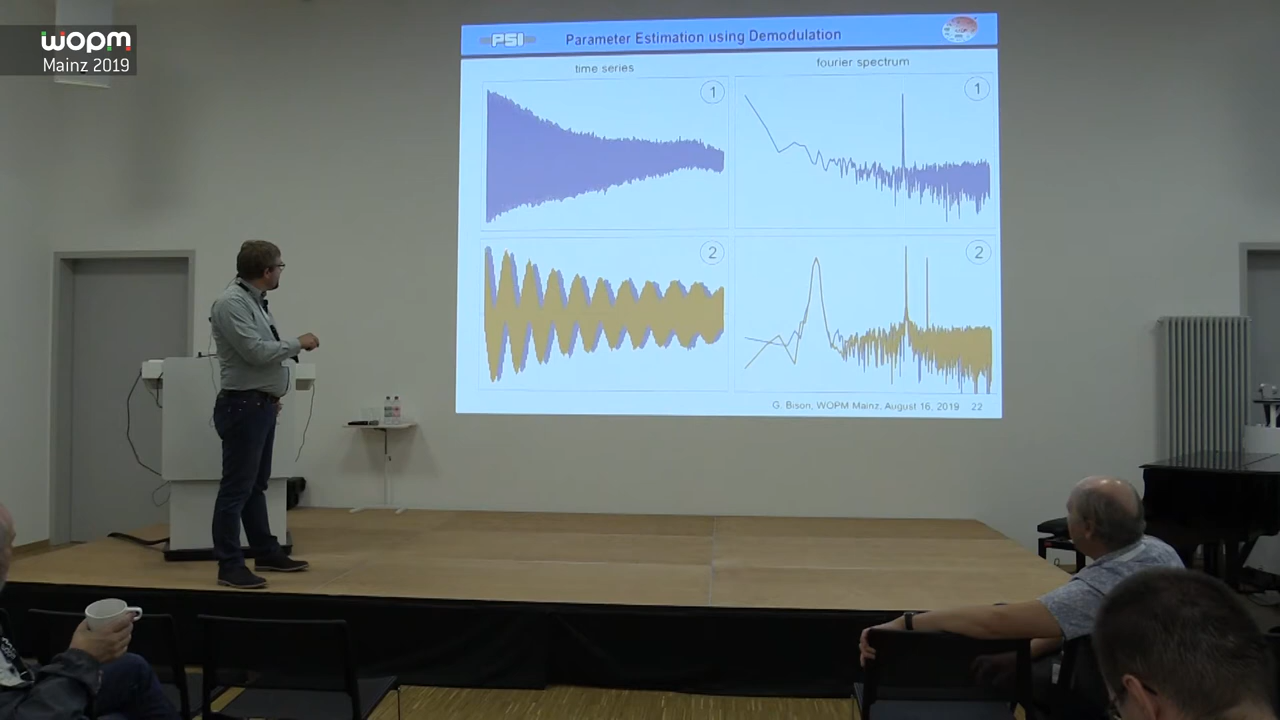 wopm
Mainz 2019
PSI
Parameter Estimation using Demodulation
time series
fourier spectrum
1
1
2
2
G. Bison, WOPM Mainz, August 16, 2019 22